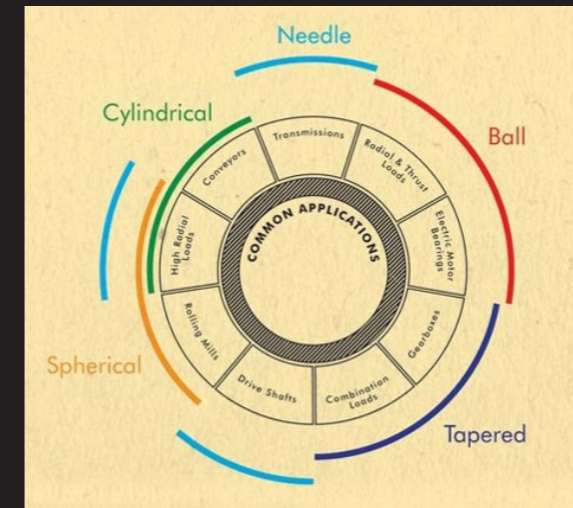 Needle
Cylindrical
Ball
Spherical
Tapered
COMMON APPLICATIONS
Transmissions
Radial & Thrust
Loads
Electric Motor
Bearings
Gearboxes
Combination
Loads
Drive Shafts
Rolling Mills
High Radial
Loads
Conveyors